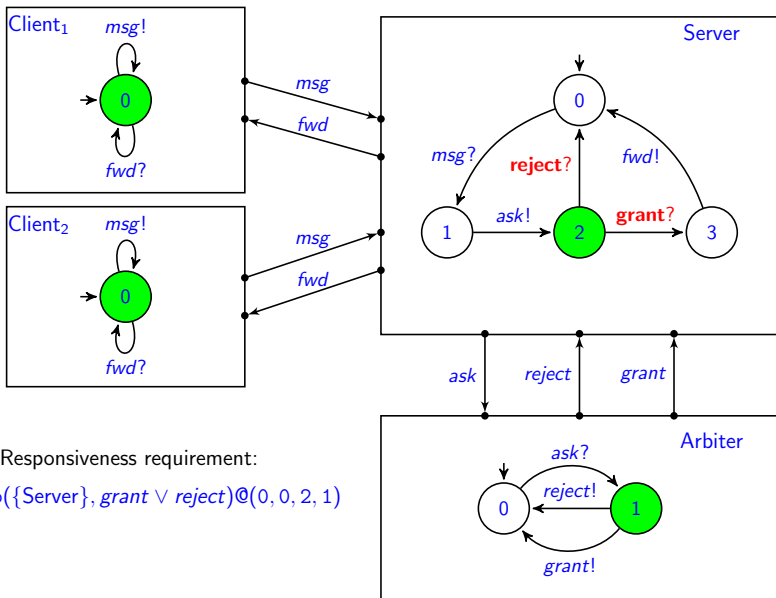 Client₁
msg!
0
fwd?
msg
fwd
Server
0
msg?
reject?
fwd!
1
ask!
2
grant?
3
Client₂
msg!
0
fwd?
msg
fwd
ask
reject
grant
Arbiter
ask?
0
reject!
1
grant!
Responsiveness requirement:
({Server}, grant ∨ reject)@(0, 0, 2, 1)